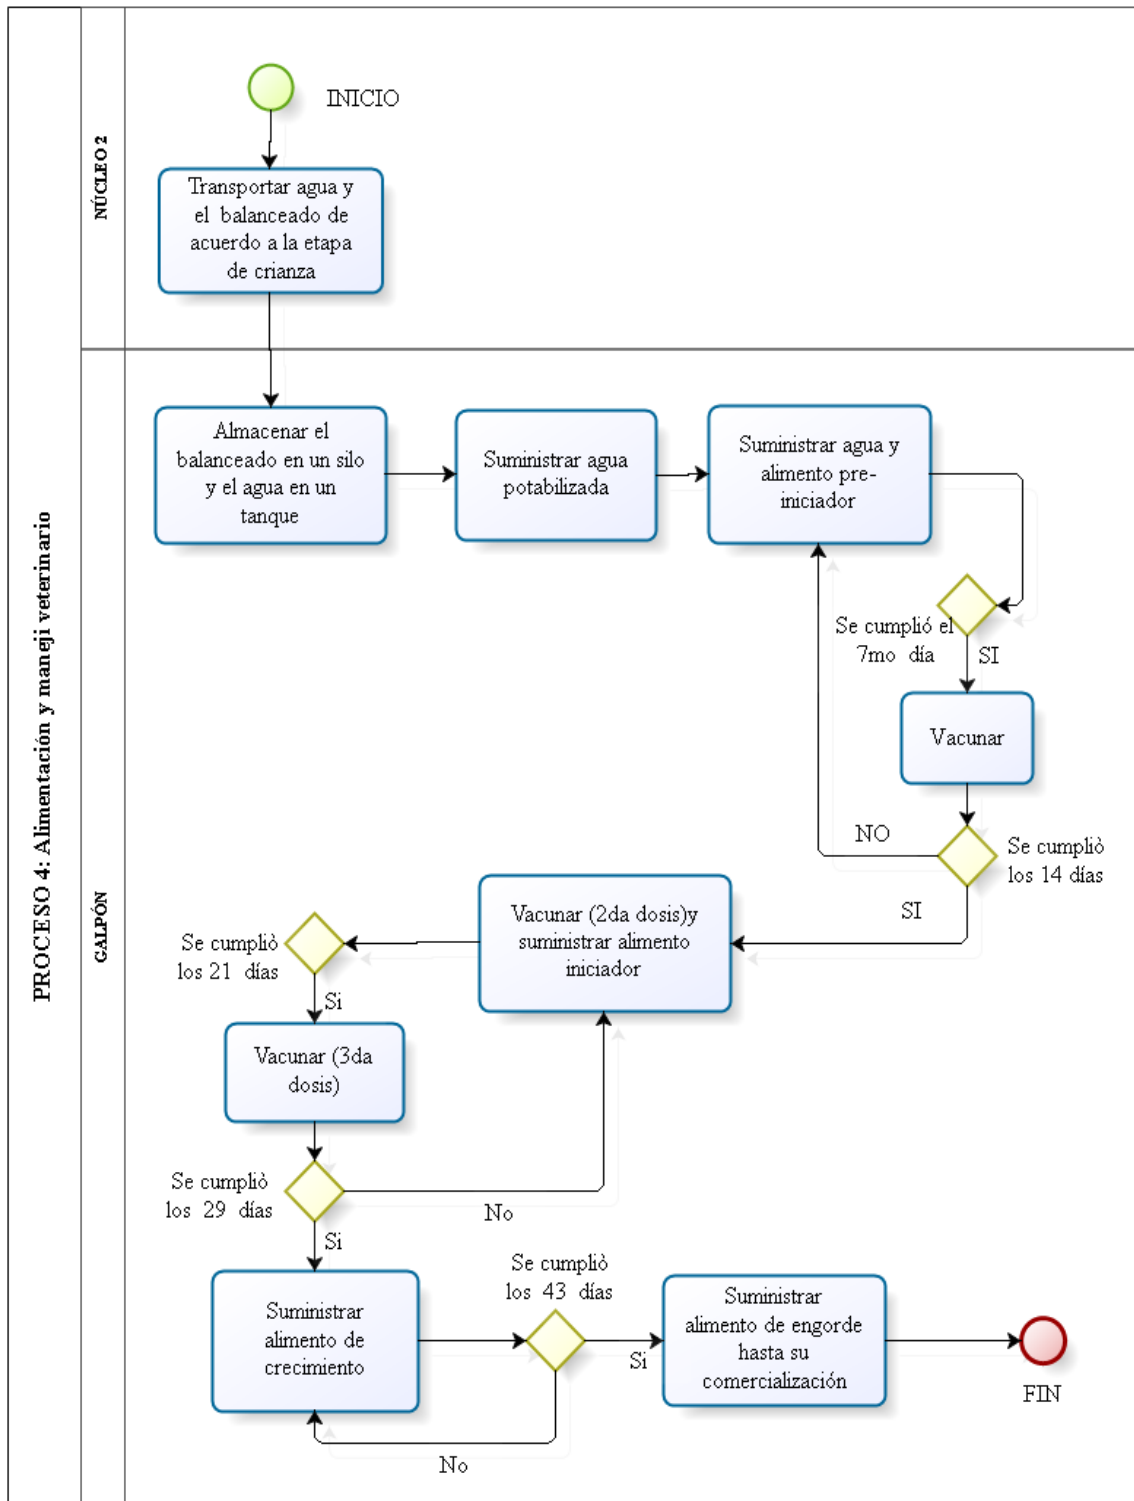 PROCESO 4: Alimentación y maneji veterinario
NÚCLEO 2
INICIO
Transportar agua y
el balanceado de
acuerdo a la etapa
de crianza
GALPÓN
Almacenar el
balanceado en un silo
y el agua en un
tanque
Suministrar agua
potabilizada
Suministrar agua y
alimento pre-
iniciador
Se cumplió el
7mo día
SI
Vacunar
NO
Se cumpliò
los 14 días
SI
Vacunar (2da dosis)y
suministrar alimento
iniciador
Se cumpliò
los 21 días
Si
Vacunar (3da
dosis)
Se cumpliò
los 29 días
No
Si
Suministrar
alimento de
crecimiento
Se cumpliò
los 43 días
Si
No
Suministrar
alimento de engorde
hasta su
comercialización
FIN